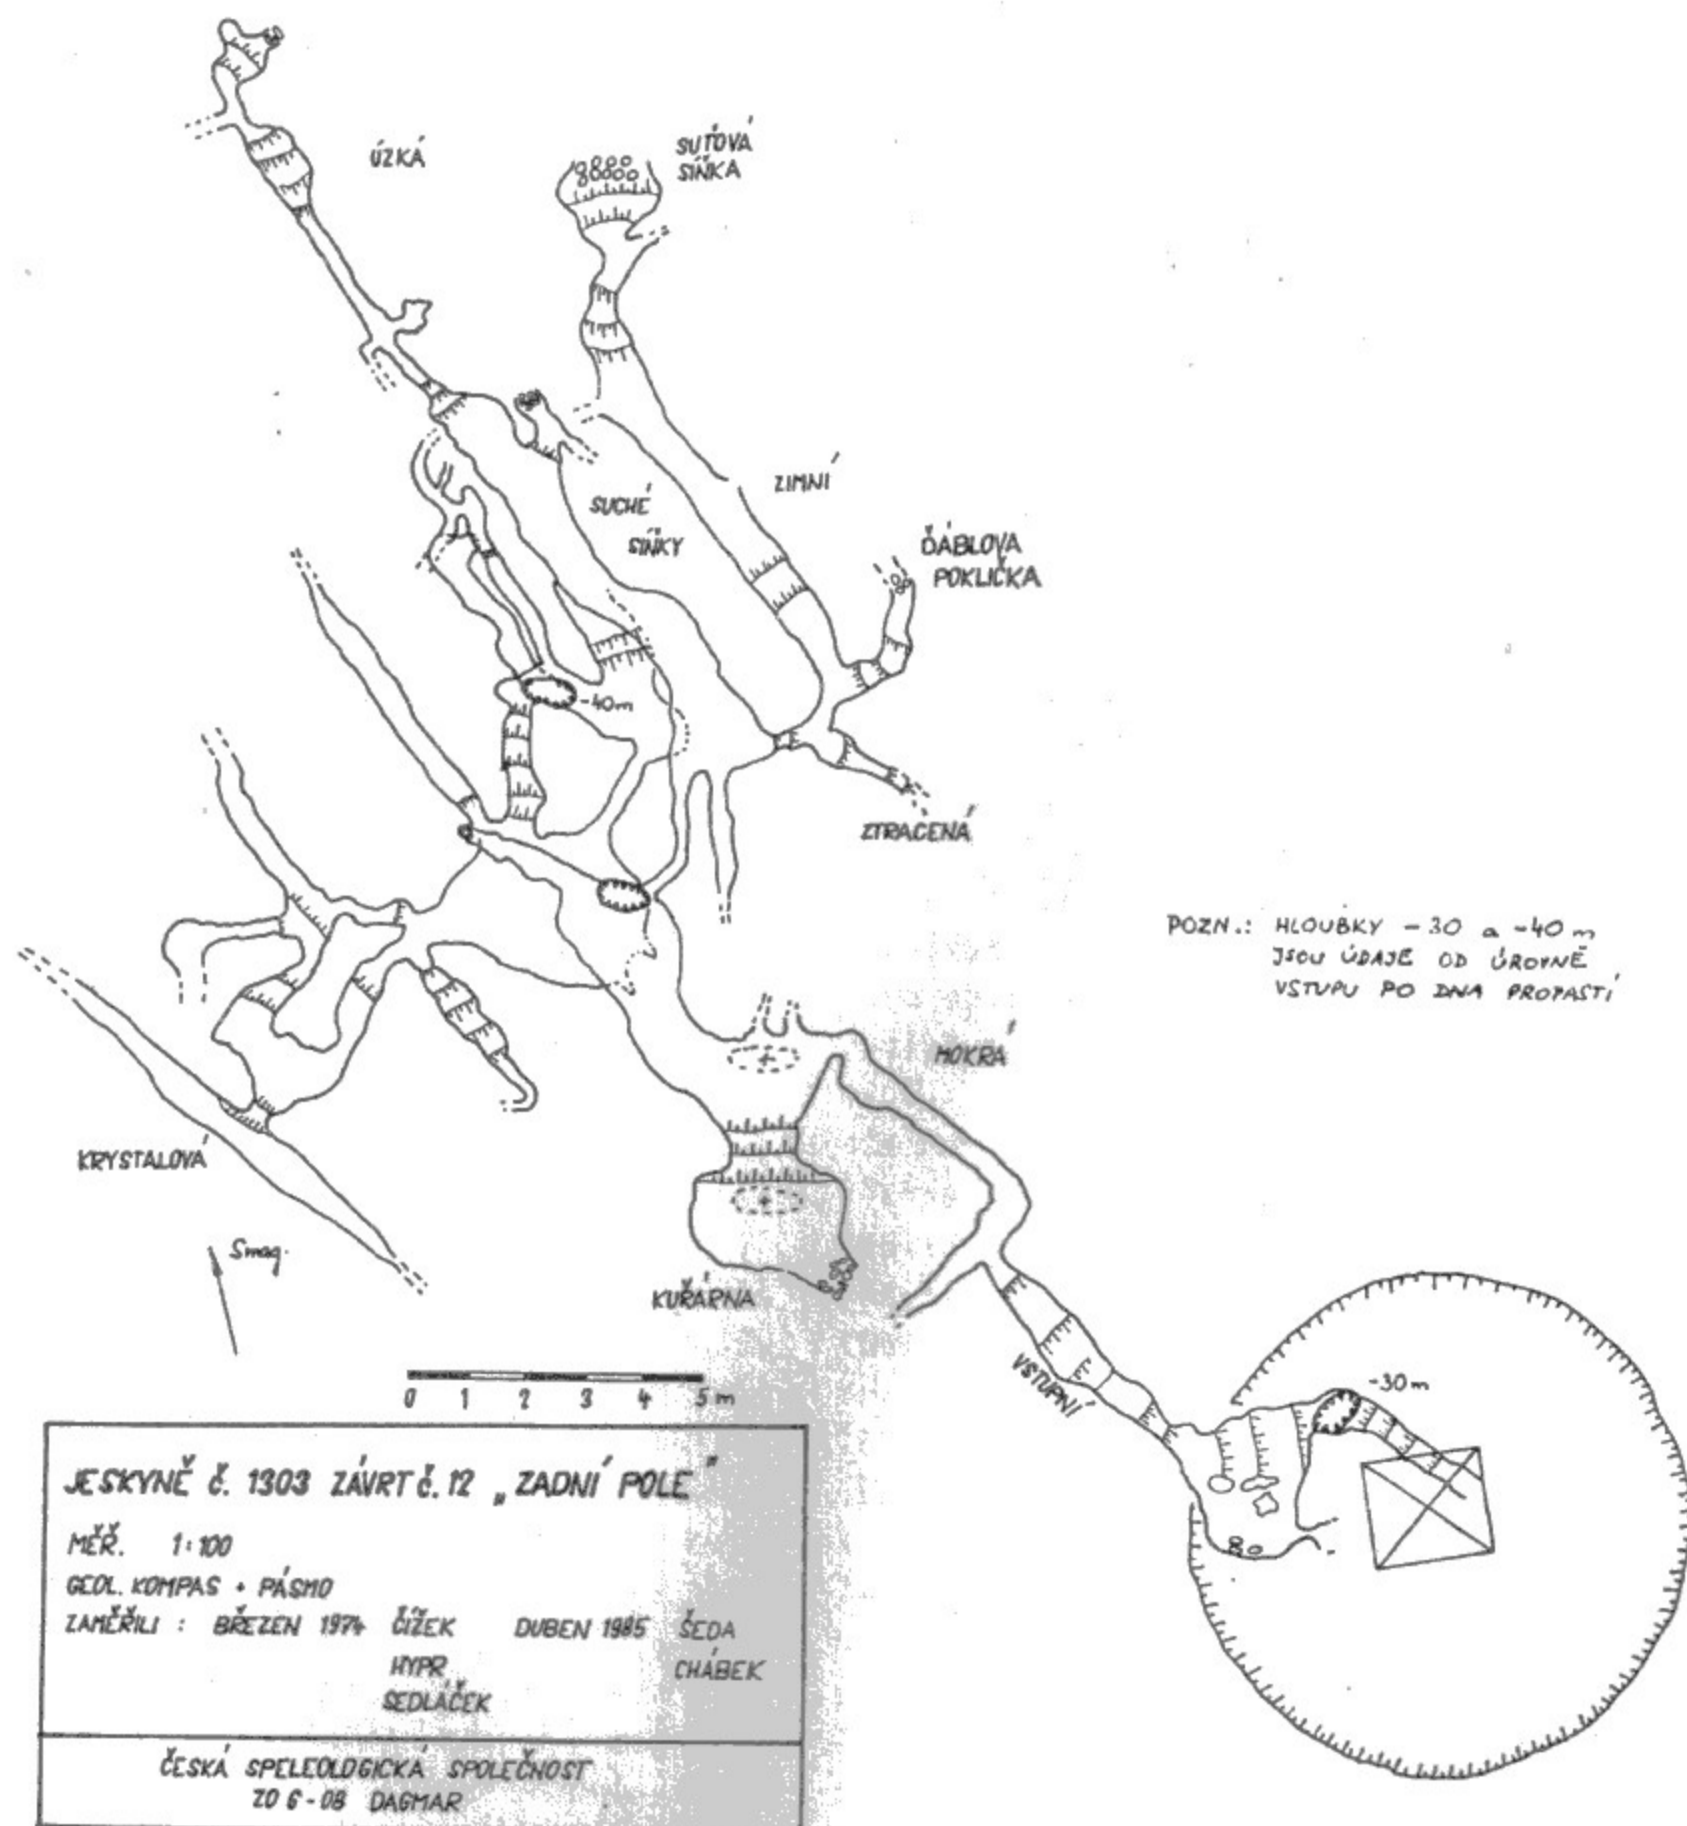 ÚZKÁ
SUŤOVÁ
SÍŇKA
ZIMNÍ
SUCHÉ
SÍŇKY
ĎÁBLOVA
POKLIČKA
-40m
ZTRACENÁ
POZN.: HLOUBKY -30 a -40 m
JSOU ÚDAJE OD ÚROVNĚ
VSTUPU PO DNA PROPASTÍ
MOKRÁ
KRYSTALOVÁ
Smag.
KUŘÁRNA
VSTUPNÍ
-30m
0 1 2 3 4 5 m
JESKYNĚ č. 1303 ZÁVRT č. 12 „ZADNÍ POLE"
MĚŘ. 1:100
GEOL. KOMPAS + PÁSMO
ZAMĚŘILI : BŘEZEN 1974 ČÍŽEK DUBEN 1985 ŠEDA
HYPR CHÁBEK
SEDLÁČEK
ČESKÁ SPELEOLOGICKÁ SPOLEČNOST
ZO 6-08 DAGMAR